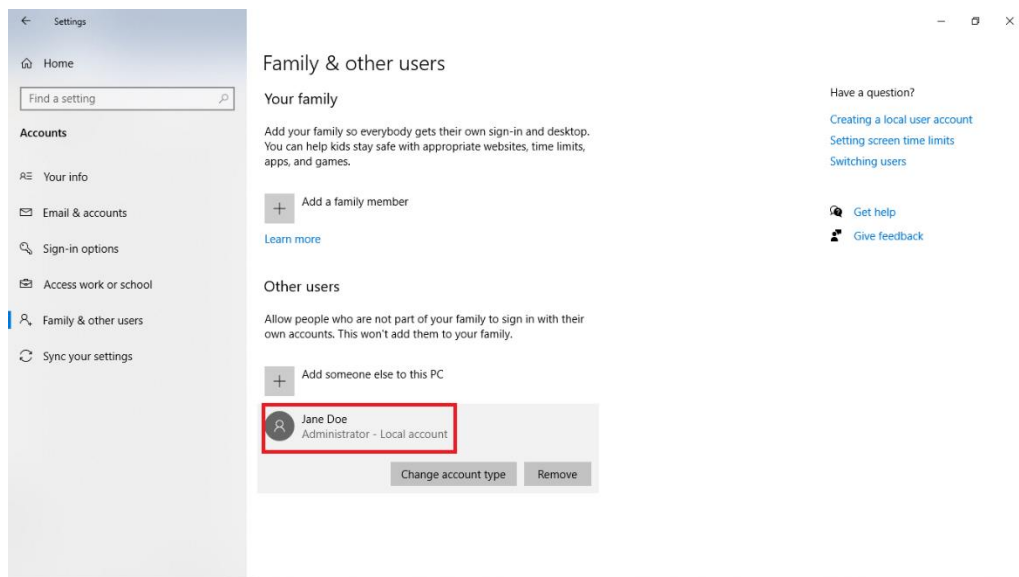 Settings
Home
Find a setting
Accounts
Your info
Email & accounts
Sign-in options
Access work or school
Family & other users
Sync your settings
Family & other users
Your family
Add your family so everybody gets their own sign-in and desktop.
You can help kids stay safe with appropriate websites, time limits,
apps, and games.
Add a family member
Learn more
Other users
Allow people who are not part of your family to sign in with their
own accounts. This won't add them to your family.
Add someone else to this PC
Jane Doe
Administrator - Local account
Change account type
Remove
Have a question?
Creating a local user account
Setting screen time limits
Switching users
Get help
Give feedback